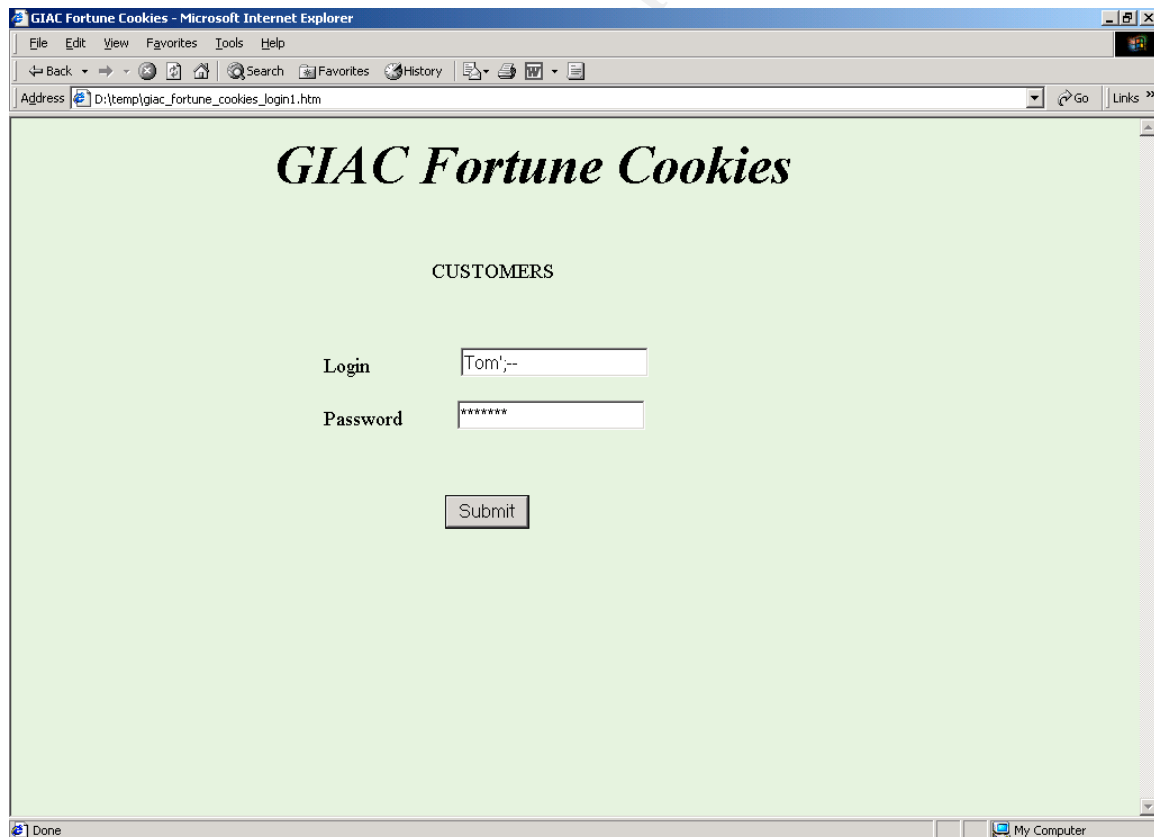 GIAC Fortune Cookies - Microsoft Internet Explorer
File Edit View Favorites Tools Help
Back Search Favorites History
Address D:\temp\giac_fortune_cookies_login1.htm Go Links »
GIAC Fortune Cookies
CUSTOMERS
Login Tom';--
Password *******
Submit
Done My Computer